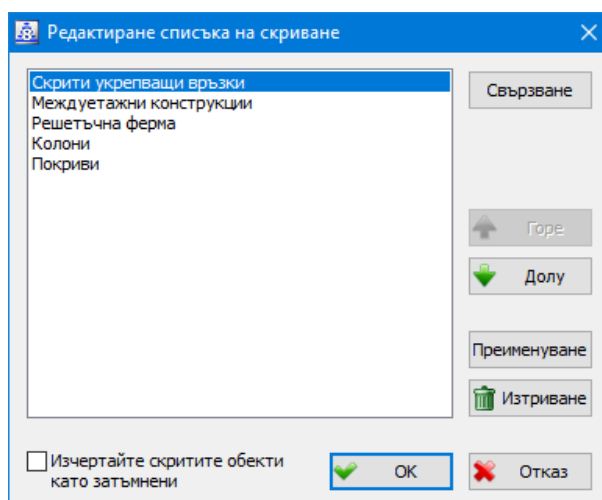 Редактиране списъка на скриване
Скрити укрепващи връзки
Междуетажни конструкции
Решетъчна ферма
Колони
Покриви
Свързване
Горе
Долу
Преименуване
Изтриване
Изчертайте скритите обекти
като затъмнени
OK
Отказ